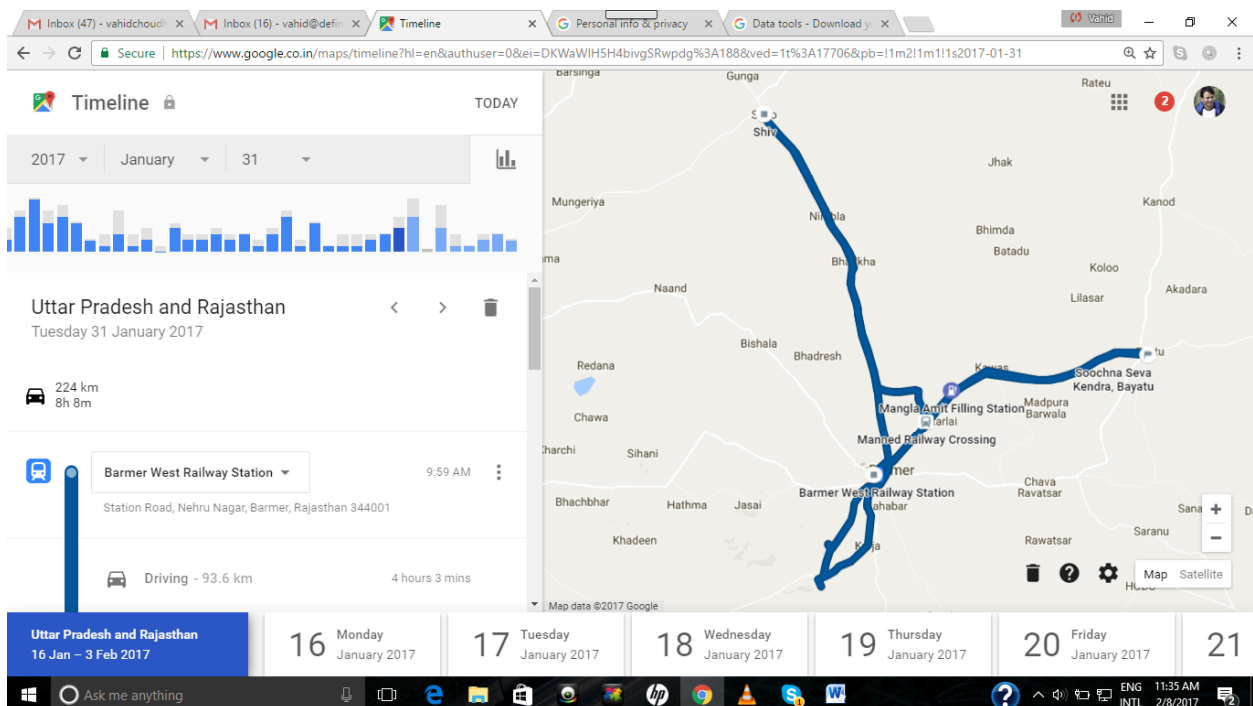 Inbox (47) - vahidchoudh
Inbox (16) - vahid@defin
Timeline
Personal info & privacy
Data tools - Download y
Vahid
Secure | https://www.google.co.in/maps/timeline?hl=en&authuser=0&ei=DKWaWIH5H4bivgSRwpdg%3A188&ved=1t%3A17706&pb=!1m2!1m1!1s2017-01-31
Timeline
TODAY
2017
January
31
Uttar Pradesh and Rajasthan
Tuesday 31 January 2017
224 km
8h 8m
Barmer West Railway Station
9:59 AM
Station Road, Nehru Nagar, Barmer, Rajasthan 344001
Driving - 93.6 km
4 hours 3 mins
Barsinga
Gunga
Rateu
2
Shiv
Jhak
Mungeriya
Kanod
Bhimda
Batadu
Koloo
Naand
Akadara
Lilasar
Bishala
Bhadresh
Redana
Kawas
Soochna Seva
Kendra, Bayatu
Mangla Amit Filling Station
Madpura
Barwala
Chawa
Manned Railway Crossing
Sihani
Chava
Ravatsar
Barmer West Railway Station
Bhachbhar
Hathma
Jasai
Khadeen
Saranu
Rawatsar
Map
Satellite
Map data ©2017 Google
Uttar Pradesh and Rajasthan
16 Jan – 3 Feb 2017
16
Monday
January 2017
17
Tuesday
January 2017
18
Wednesday
January 2017
19
Thursday
January 2017
20
Friday
January 2017
21
Ask me anything
ENG
INTL
11:35 AM
2/8/2017